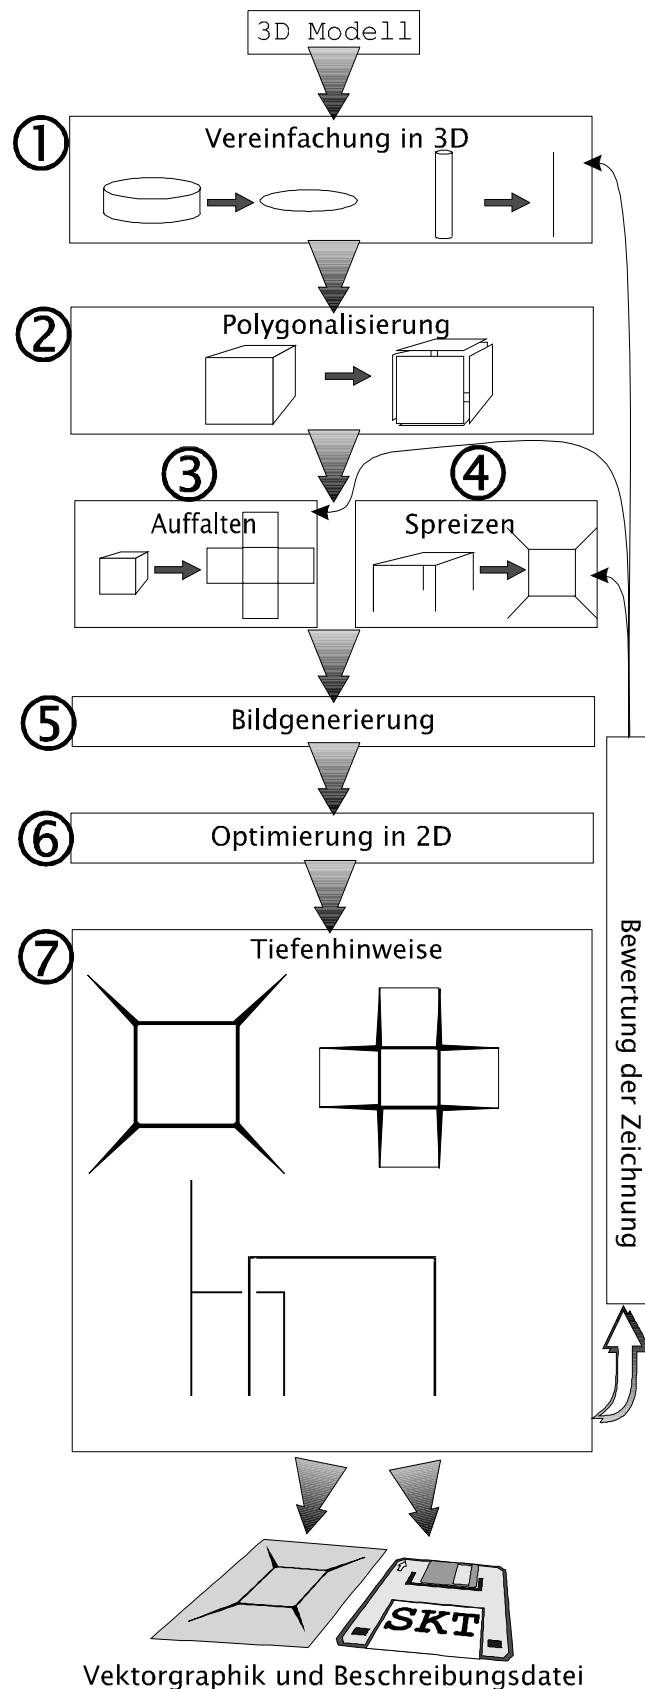 3D Modell
1
Vereinfachung in 3D
2
Polygonalisierung
3
4
Auffalten
Spreizen
5
Bildgenerierung
6
Optimierung in 2D
7
Tiefenhinweise
Bewertung der Zeichnung
SKT
Vektorgraphik und Beschreibungsdatei